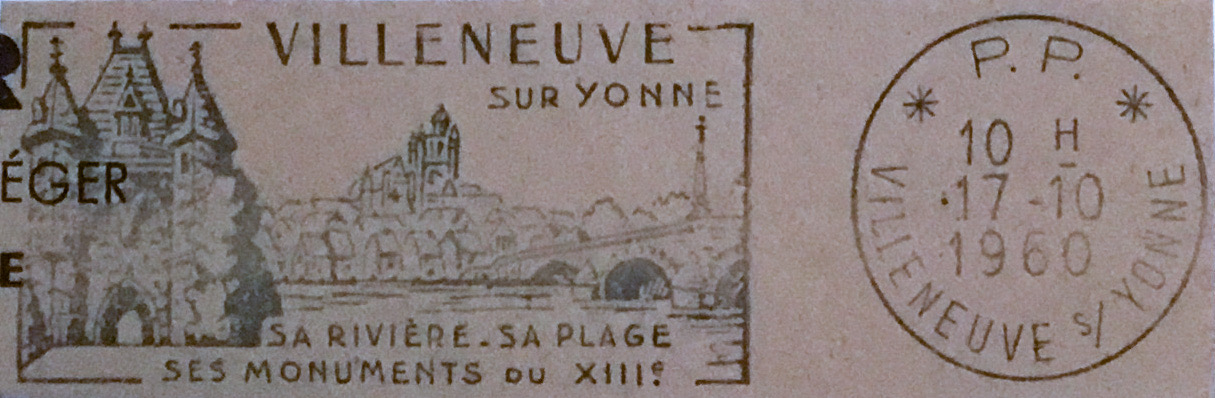 VILLENEUVE
SUR YONNE
R
ÉGER
E
SA RIVIÈRE - SA PLAGE
SES MONUMENTS DU XIIIe
P. P.
10 H
17 - 10
1960
VILLENEUVE s/ YONNE